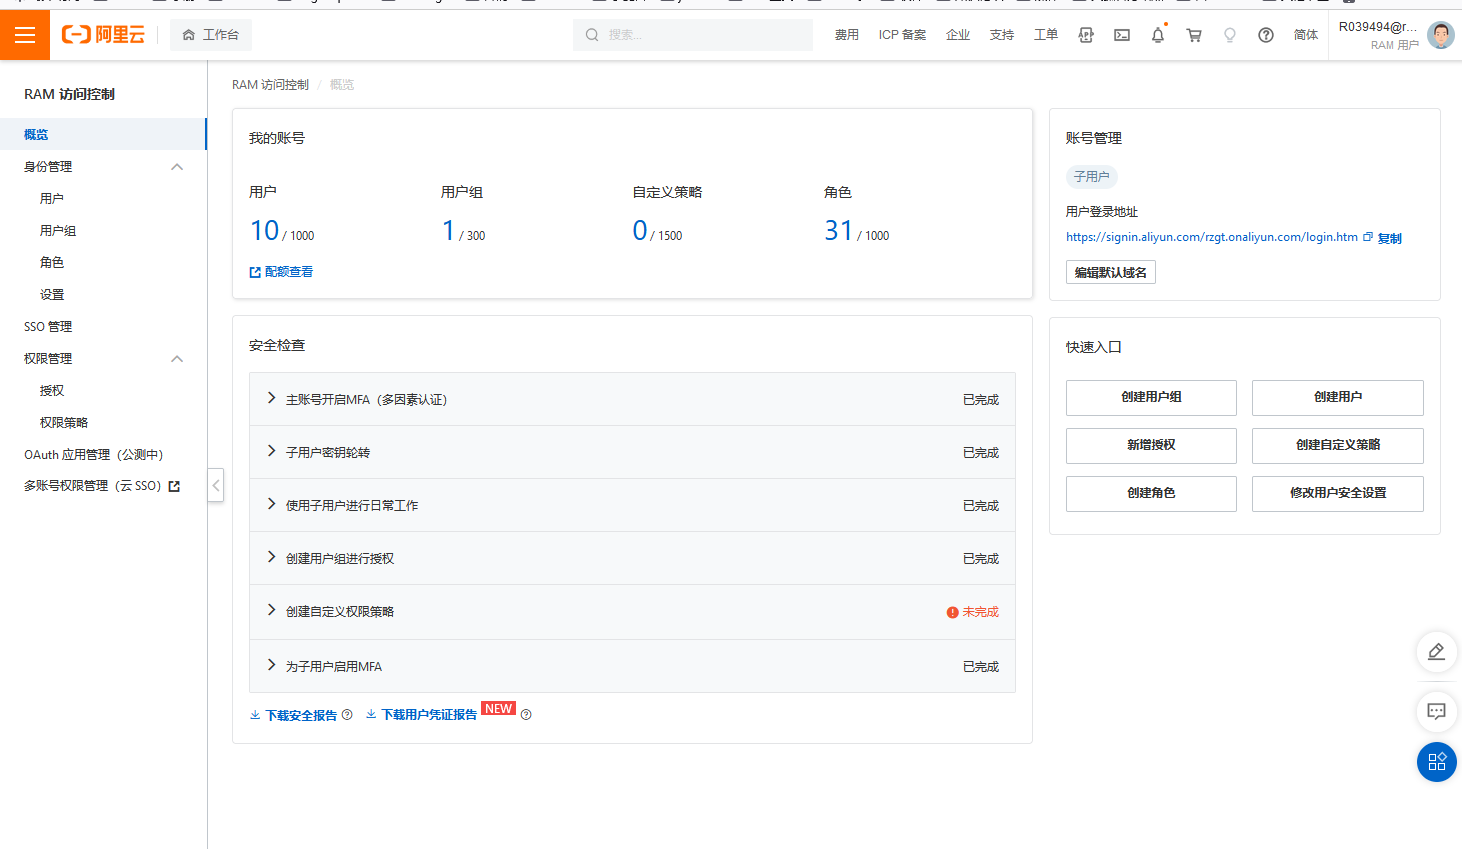 阿里云
工作台
搜索...
费用
ICP 备案
企业
支持
工单
简体
R039494@r...
RAM 用户
RAM 访问控制
概览
身份管理
用户
用户组
角色
设置
SSO 管理
权限管理
授权
权限策略
OAuth 应用管理（公测中）
多账号权限管理（云 SSO）
RAM 访问控制 / 概览
我的账号
用户
10 / 1000
用户组
1 / 300
自定义策略
0 / 1500
角色
31 / 1000
配额查看
安全检查
主账号开启MFA（多因素认证） 已完成
子用户密钥轮转 已完成
使用子用户进行日常工作 已完成
创建用户组进行授权 已完成
创建自定义权限策略 未完成
为子用户启用MFA 已完成
下载安全报告 下载用户凭证报告 NEW
账号管理
子用户
用户登录地址
https://signin.aliyun.com/rzgt.onaliyun.com/login.htm 复制
编辑默认域名
快速入口
创建用户组 创建用户
新增授权 创建自定义策略
创建角色 修改用户安全设置